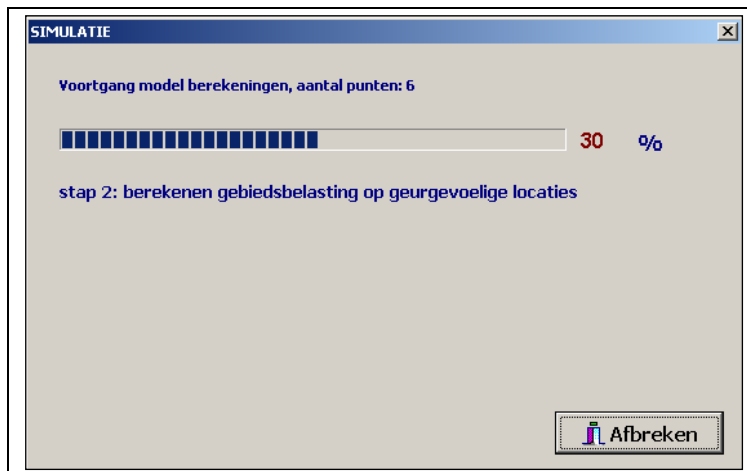 SIMULATIE
Voortgang model berekeningen, aantal punten: 6
30 %
stap 2: berekenen gebiedsbelasting op geurgevoelige locaties
Afbreken